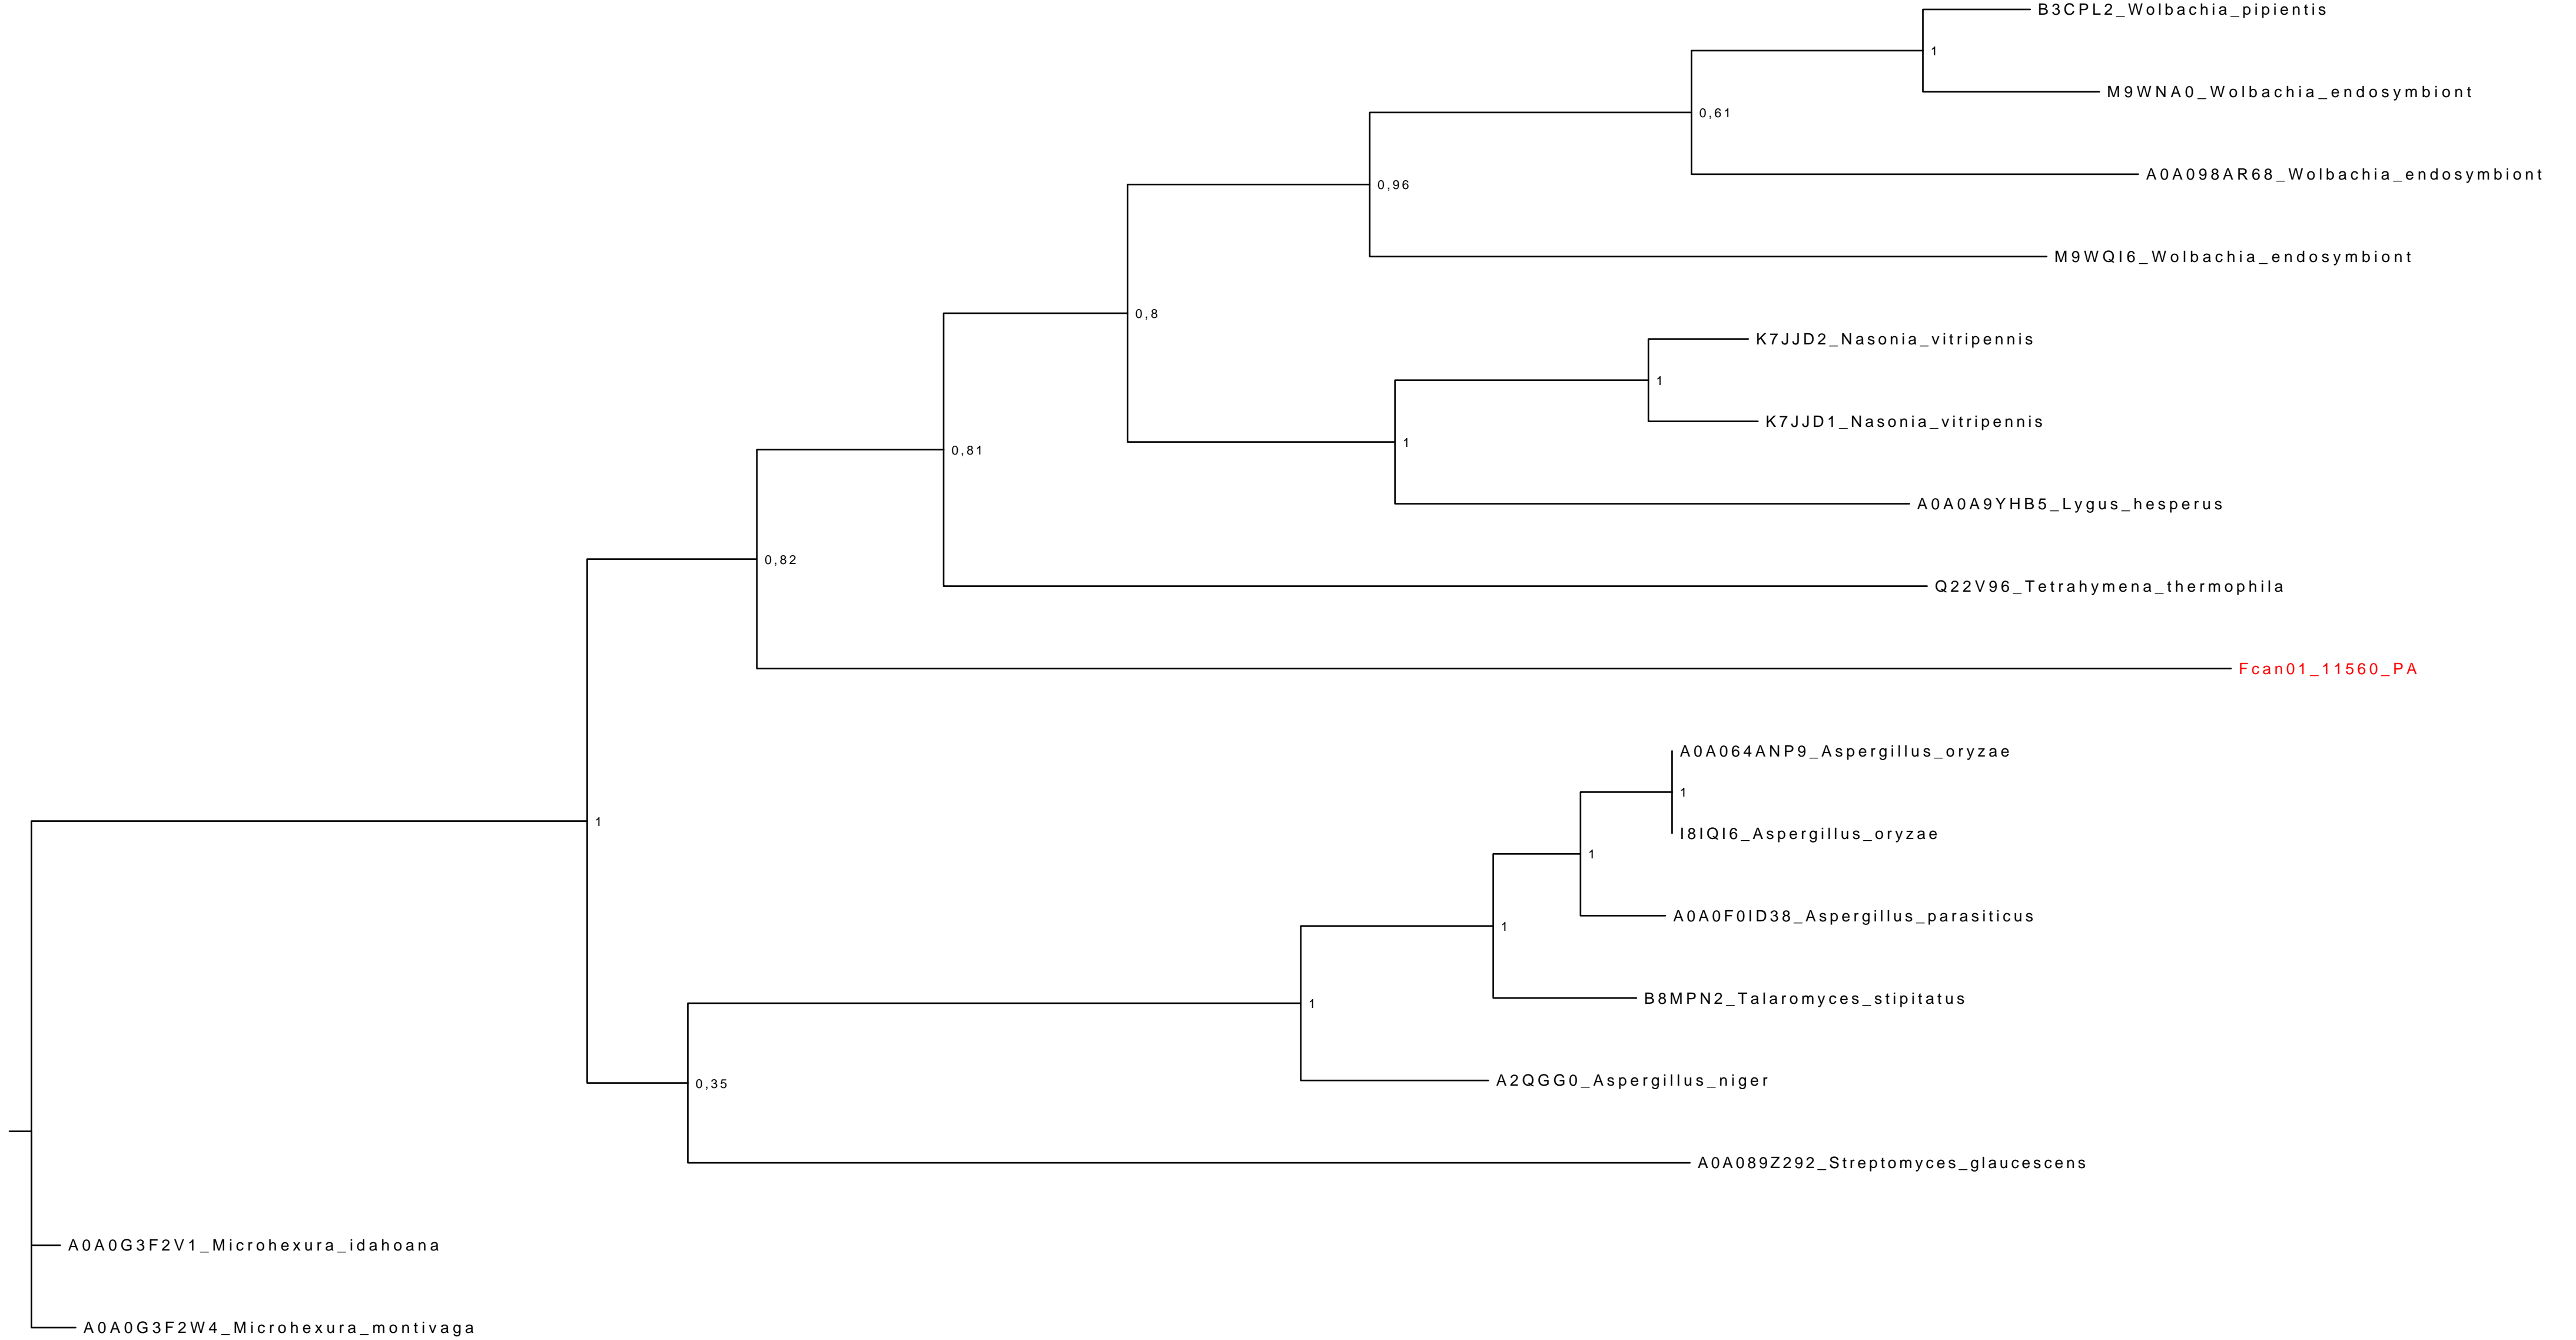 B3CPL2_Wolbachia_pipientis
1
M9WNA0_Wolbachia_endosymbiont
0,61
A0A098AR68_Wolbachia_endosymbiont
0,96
M9WQI6_Wolbachia_endosymbiont
0,8
K7JJD2_Nasonia_vitripennis
1
K7JJD1_Nasonia_vitripennis
1
0,81
A0A0A9YHB5_Lygus_hesperus
0,82
Q22V96_Tetrahymena_thermophila
Fcan01_11560_PA
A0A064ANP9_Aspergillus_oryzae
1
1
I8IQI6_Aspergillus_oryzae
1
A0A0F0ID38_Aspergillus_parasiticus
1
B8MPN2_Talaromyces_stipitatus
1
A2QGG0_Aspergillus_niger
0,35
A0A089Z292_Streptomyces_glaucescens
A0A0G3F2V1_Microhexura_idahoana
A0A0G3F2W4_Microhexura_montivaga